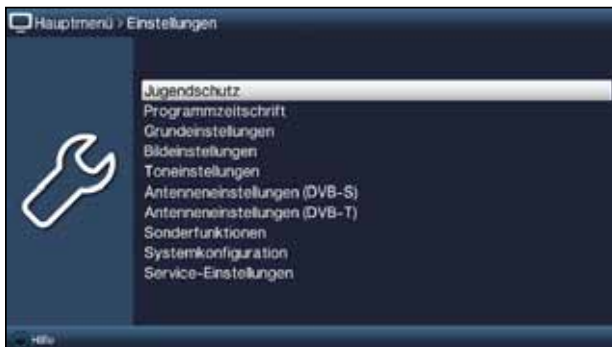 Hauptmenü > Einstellungen
Jugendschutz
Programmzeitschrift
Grundeinstellungen
Bildeinstellungen
Toneinstellungen
Antenneneinstellungen (DVB-S)
Antenneneinstellungen (DVB-T)
Sonderfunktionen
Systemkonfiguration
Service-Einstellungen
Hilfe